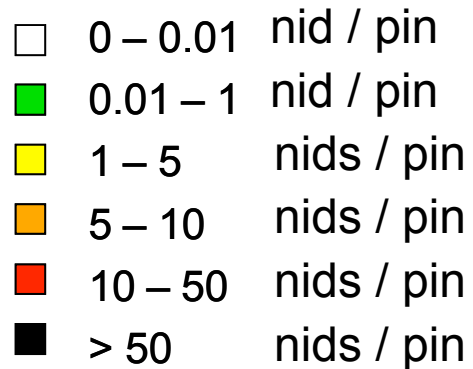 0 – 0.01 nid / pin
0.01 – 1 nid / pin
1 – 5 nids / pin
5 – 10 nids / pin
10 – 50 nids / pin
> 50 nids / pin